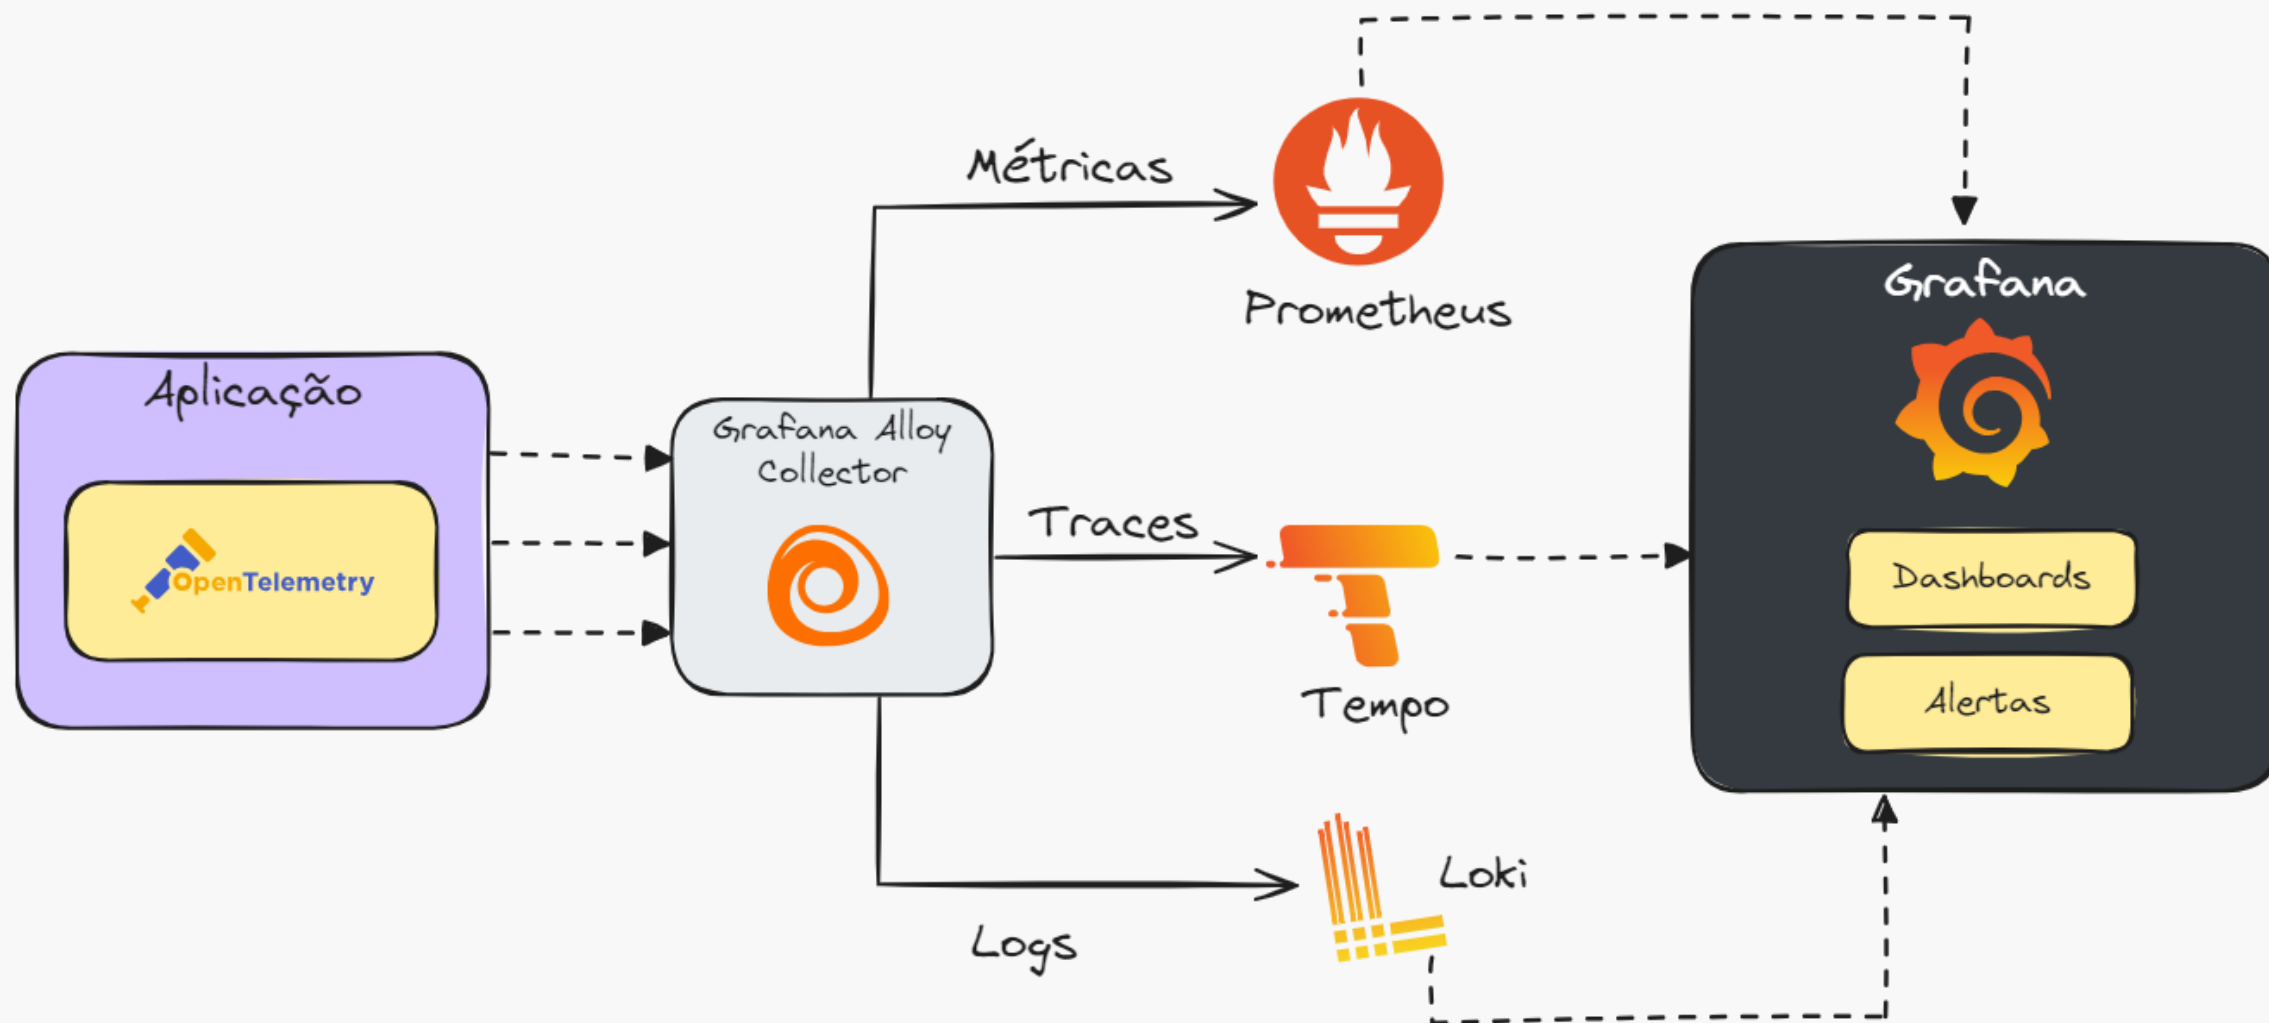 Aplicação
OpenTelemetry
Grafana Alloy
Collector
Métricas
Prometheus
Traces
Tempo
Logs
Loki
Grafana
Dashboards
Alertas